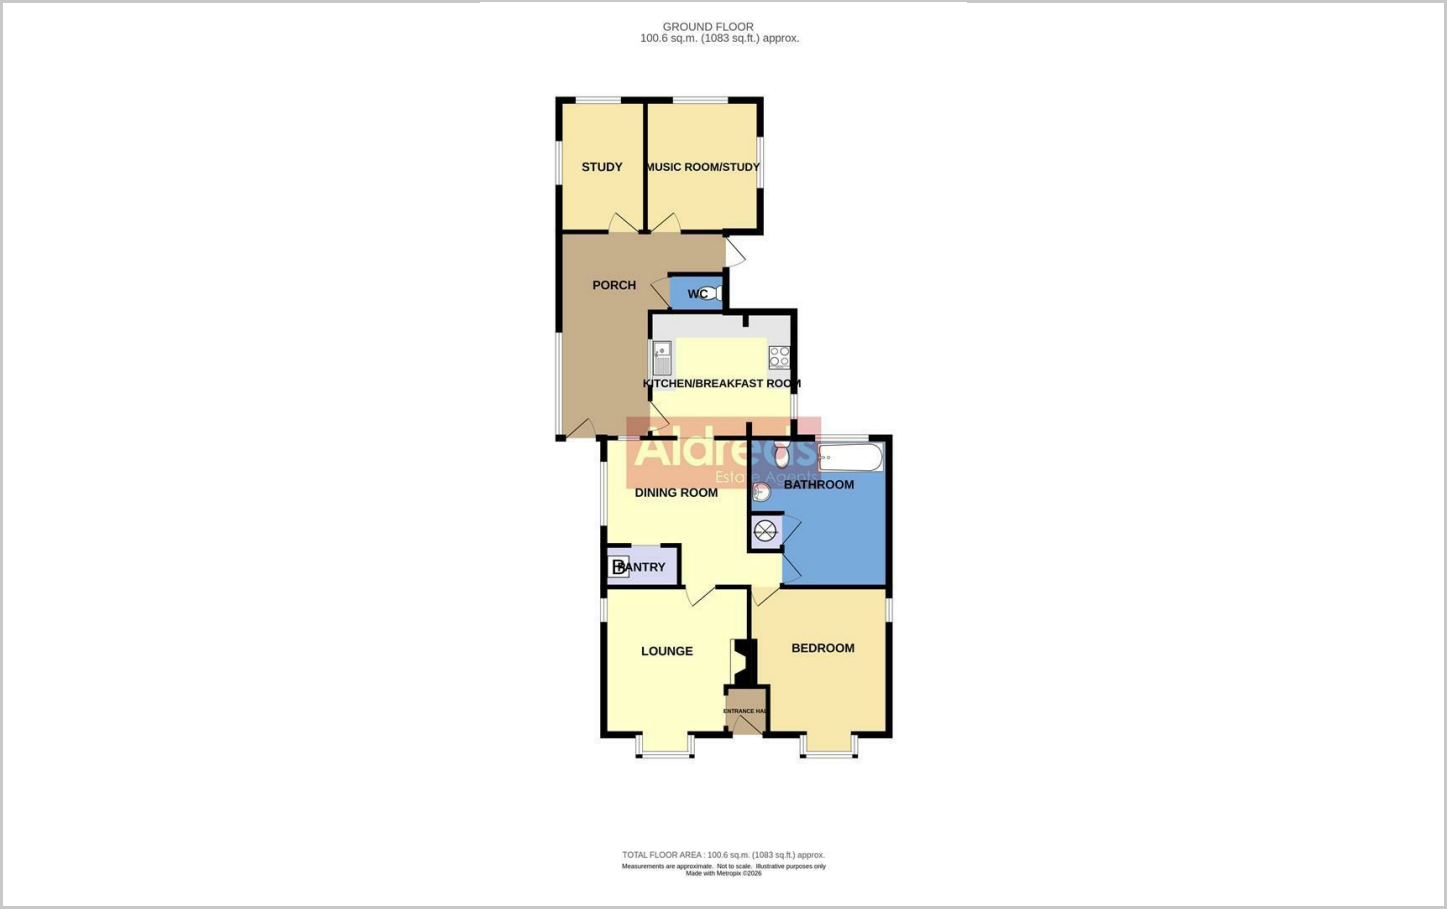 GROUND FLOOR
100.6 sq.m. (1083 sq.ft.) approx.
STUDY
MUSIC ROOM/STUDY
PORCH
WC
KITCHEN/BREAKFAST ROOM
Aldreds
Estate Agents
BATHROOM
DINING ROOM
B
PANTRY
LOUNGE
BEDROOM
ENTRANCE HALL
TOTAL FLOOR AREA : 100.6 sq.m. (1083 sq.ft.) approx.
Measurements are approximate. Not to scale. Illustrative purposes only
Made with Metropix ©2026